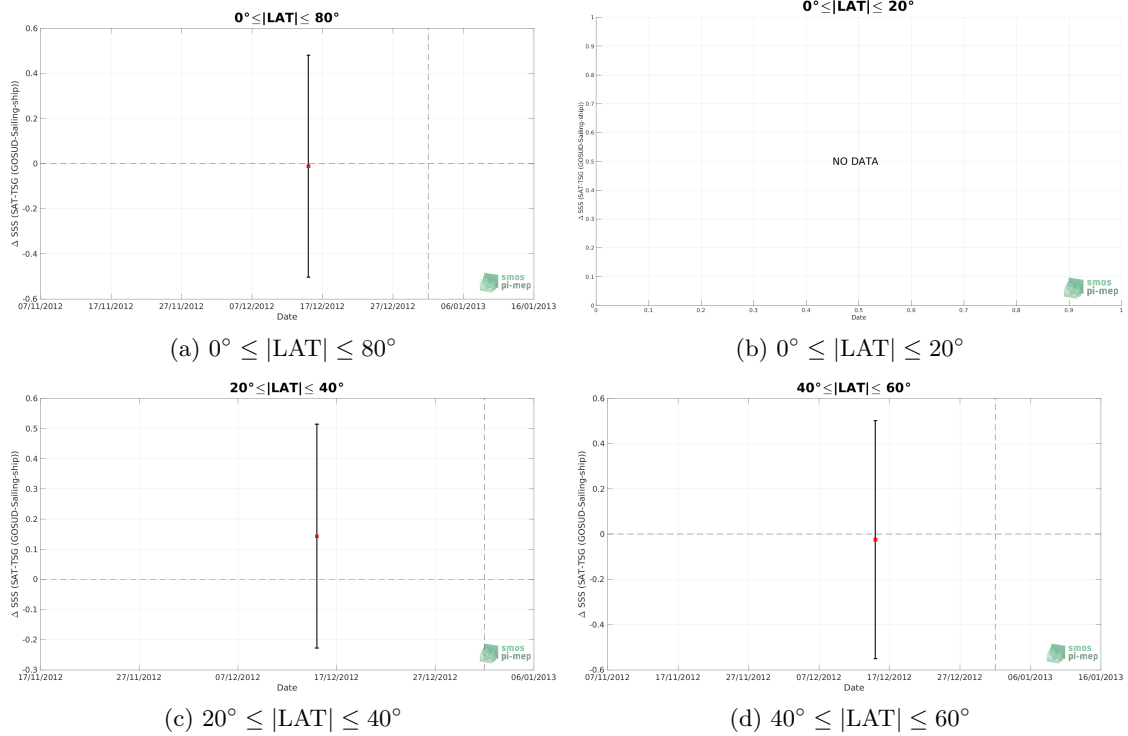 0°≤|LAT|≤ 80°
Δ SSS (SAT-TSG (GOSUD-Sailing-ship))
0.6
0.4
0.2
0
-0.2
-0.4
-0.6
07/11/2012 17/11/2012 27/11/2012 07/12/2012 17/12/2012 27/12/2012 06/01/2013 16/01/2013
Date
smos
pi-mep
(a) 0° ≤ |LAT| ≤ 80°
0°≤|LAT|≤ 20°
Δ SSS (SAT-TSG (GOSUD-Sailing-ship))
1
0.9
0.8
0.7
0.6
0.5
0.4
0.3
0.2
0.1
0
NO DATA
0 0.1 0.2 0.3 0.4 0.5 0.6 0.7 0.8 0.9 1
Date
smos
pi-mep
(b) 0° ≤ |LAT| ≤ 20°
20°≤|LAT|≤ 40°
Δ SSS (SAT-TSG (GOSUD-Sailing-ship))
0.6
0.5
0.4
0.3
0.2
0.1
0
-0.1
-0.2
-0.3
17/11/2012 27/11/2012 07/12/2012 17/12/2012 27/12/2012 06/01/2013
Date
smos
pi-mep
(c) 20° ≤ |LAT| ≤ 40°
40°≤|LAT|≤ 60°
Δ SSS (SAT-TSG (GOSUD-Sailing-ship))
0.6
0.4
0.2
0
-0.2
-0.4
-0.6
07/11/2012 17/11/2012 27/11/2012 07/12/2012 17/12/2012 27/12/2012 06/01/2013 16/01/2013
Date
smos
pi-mep
(d) 40° ≤ |LAT| ≤ 60°